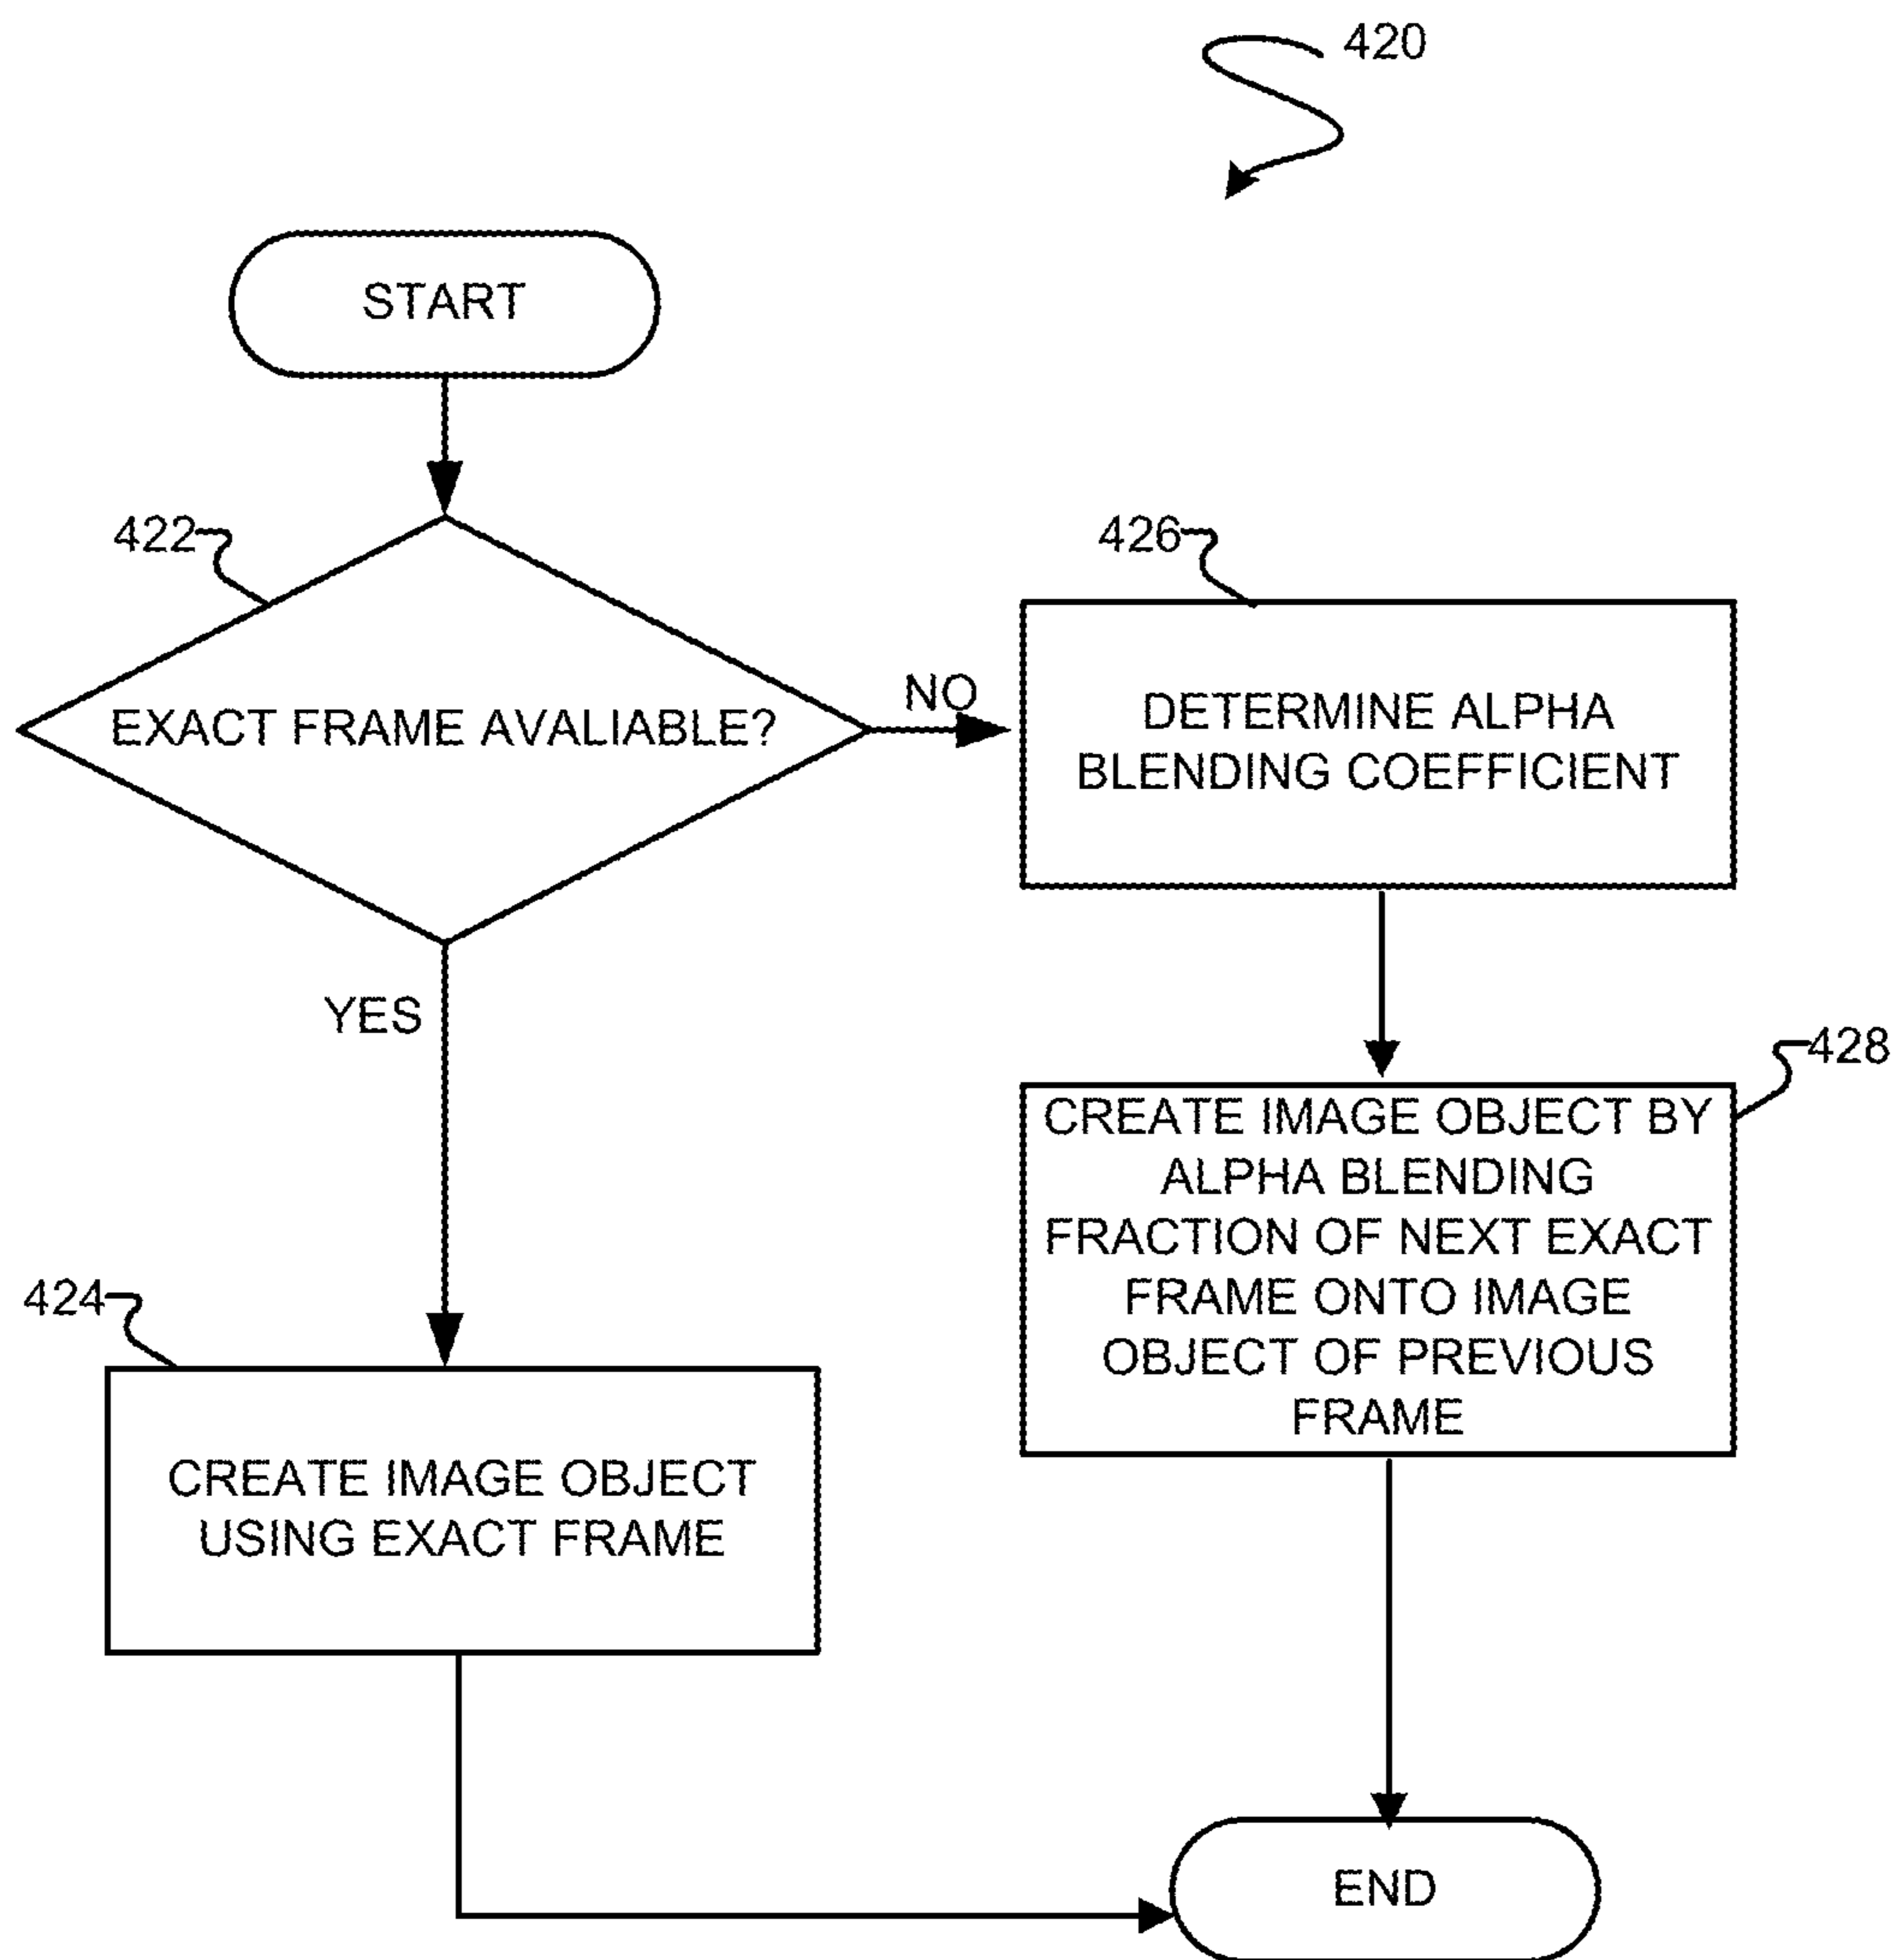 420
START
422
EXACT FRAME AVALIABLE?
NO
YES
426
DETERMINE ALPHA
BLENDING COEFFICIENT
428
CREATE IMAGE OBJECT BY
ALPHA BLENDING
FRACTION OF NEXT EXACT
FRAME ONTO IMAGE
OBJECT OF PREVIOUS
FRAME
424
CREATE IMAGE OBJECT
USING EXACT FRAME
END